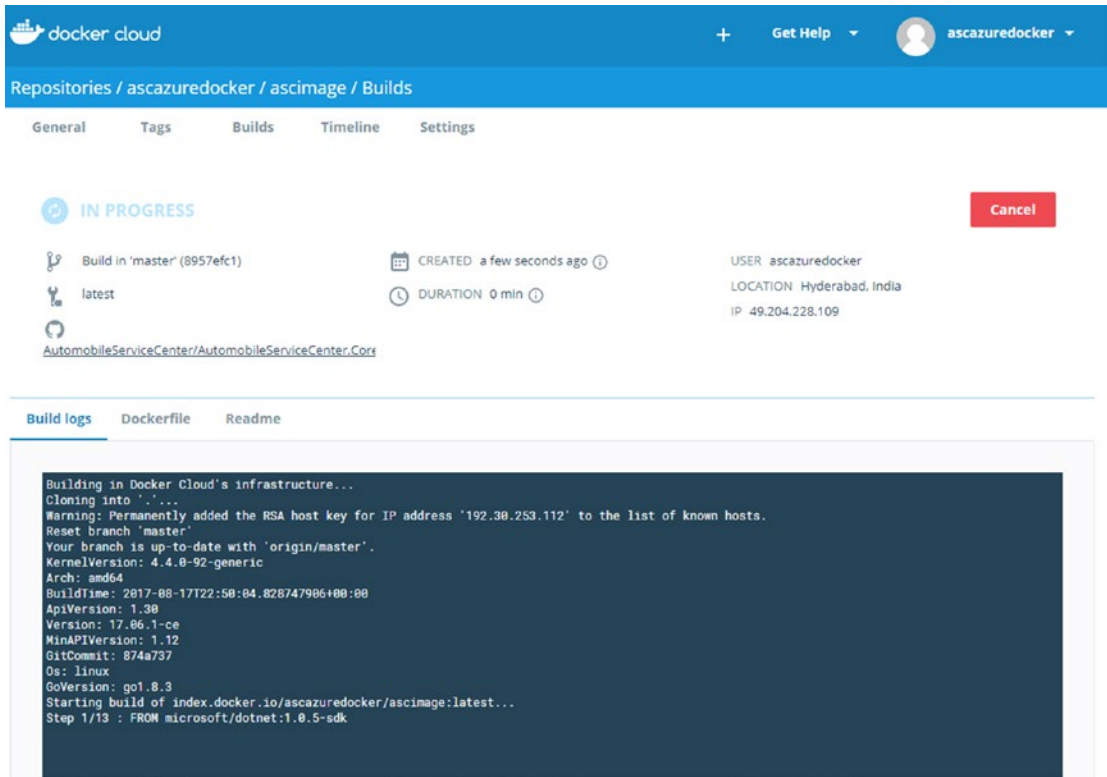 docker cloud
+ Get Help ascazuredocker
Repositories / ascazuredocker / ascimage / Builds
General Tags Builds Timeline Settings
IN PROGRESS
Cancel
Build in 'master' (8957efc1)
CREATED a few seconds ago
USER ascazuredocker
latest
DURATION 0 min
LOCATION Hyderabad, India
IP 49.204.228.109
AutomobileServiceCenter/AutomobileServiceCenter.Core
Build logs Dockerfile Readme
Building in Docker Cloud's infrastructure...
Cloning into '.'...
Warning: Permanently added the RSA host key for IP address '192.30.253.112' to the list of known hosts.
Reset branch 'master'
Your branch is up-to-date with 'origin/master'.
KernelVersion: 4.4.0-92-generic
Arch: amd64
BuildTime: 2017-08-17T22:50:04.828747906+00:00
ApiVersion: 1.30
Version: 17.06.1-ce
MinAPIVersion: 1.12
GitCommit: 874a737
Os: linux
GoVersion: go1.8.3
Starting build of index.docker.io/ascazuredocker/ascimage:latest...
Step 1/13 : FROM microsoft/dotnet:1.0.5-sdk